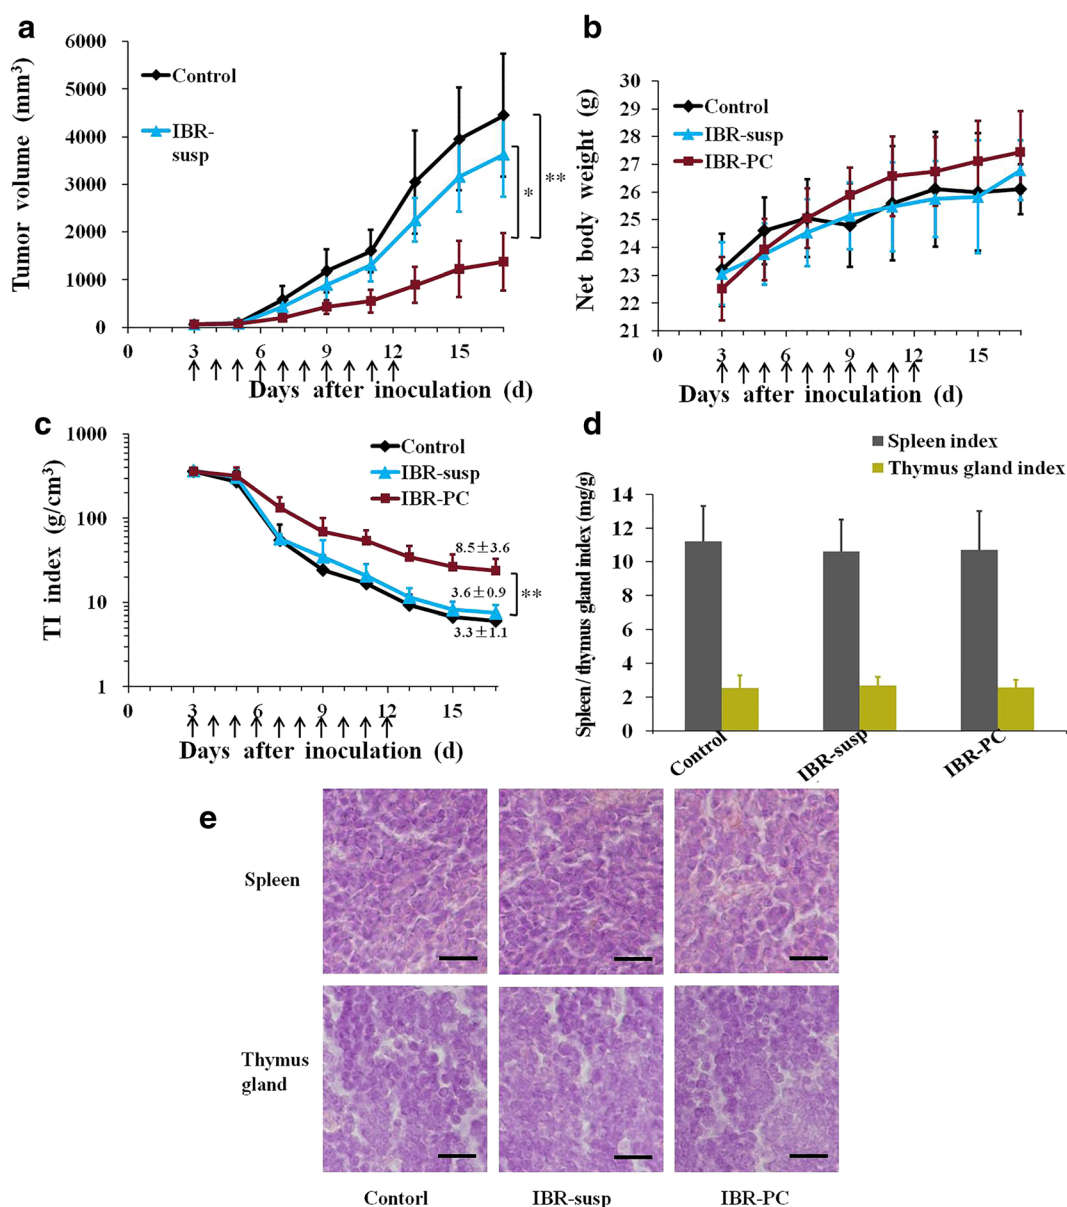 a
Tumor volume (mm³)
6000
5000
4000
3000
2000
1000
0
Control
IBR-
susp
*
**
0 3 6 9 12 15
Days after inoculation (d)
b
Net body weight (g)
30
29
28
27
26
25
24
23
22
21
Control
IBR-susp
IBR-PC
0 3 6 9 12 15
Days after inoculation (d)
c
TI index (g/cm³)
1000
100
10
1
Control
IBR-susp
IBR-PC
8.5±3.6
3.6±0.9
3.3±1.1
**
0 3 6 9 12 15
Days after inoculation (d)
d
Spleen index
Thymus gland index
Spleen/ thymus gland index (mg/g)
14
12
10
8
6
4
2
0
Control
IBR-susp
IBR-PC
e
Spleen
Thymus
gland
Contorl IBR-susp IBR-PC